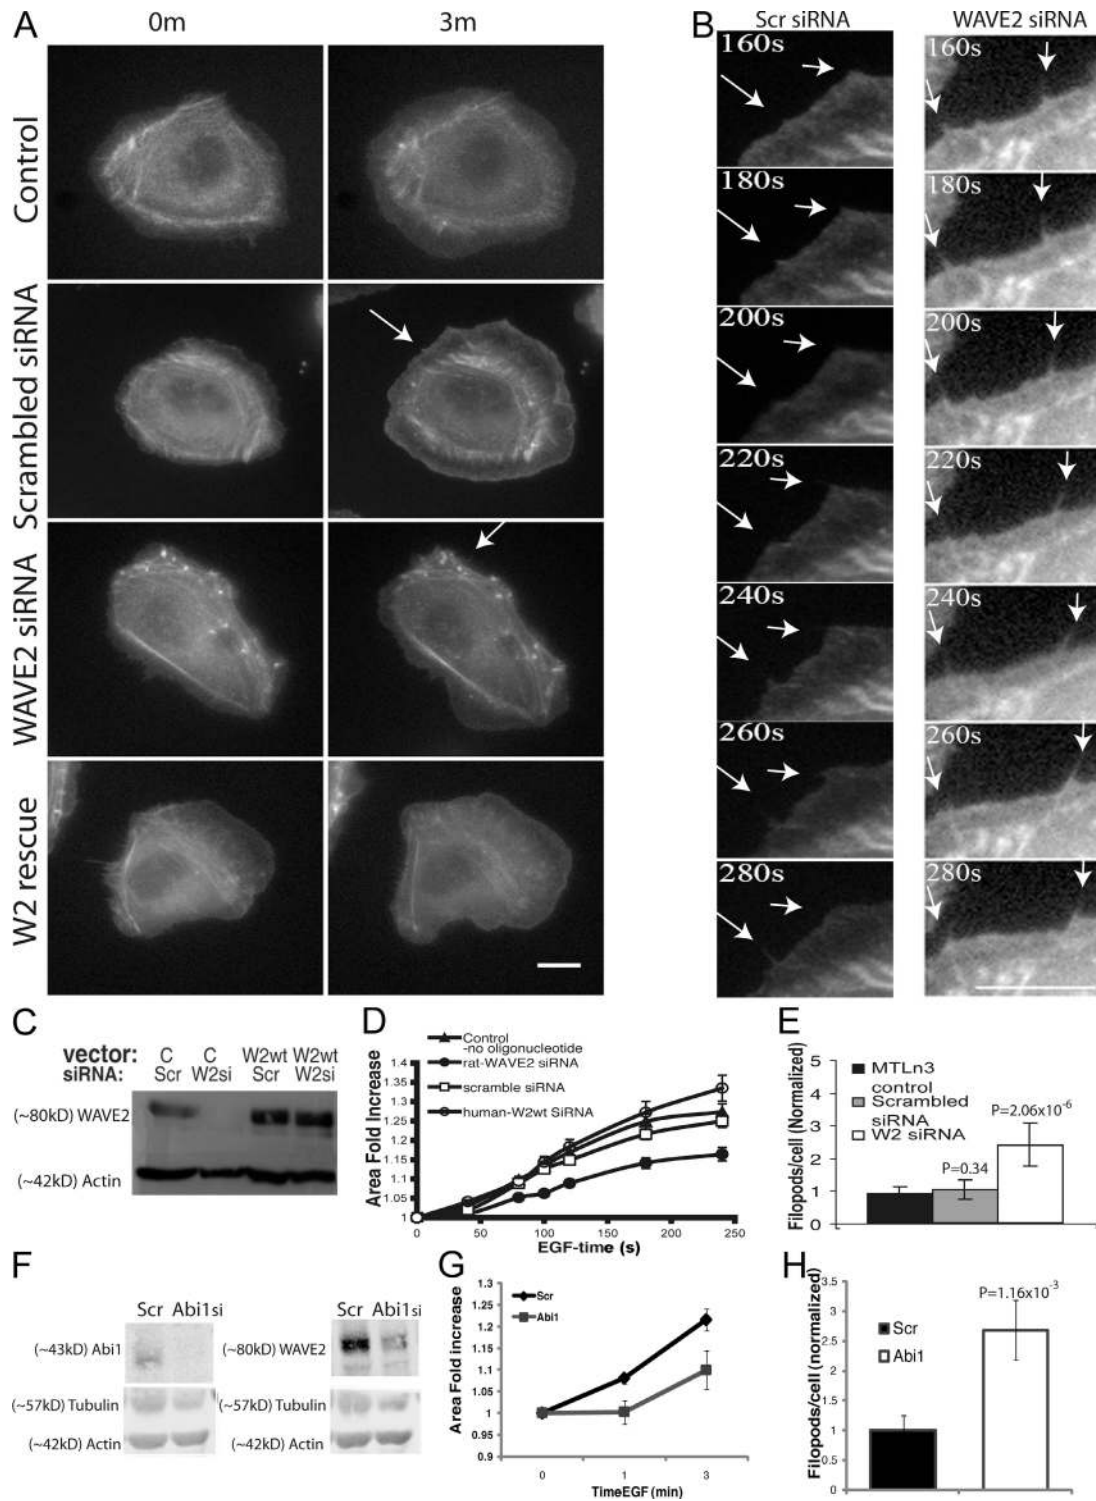 A
0m
3m
Control
Scrambled siRNA
WAVE2 siRNA
W2 rescue
B
Scr siRNA
WAVE2 siRNA
160s
160s
180s
180s
200s
200s
220s
220s
240s
240s
260s
260s
280s
280s
C
vector: C C W2wt W2wt
siRNA: Scr W2si Scr W2si
(~80kD) WAVE2
(~42kD) Actin
D
Control
-no oligonucleotide
rat-WAVE2 siRNA
scramble siRNA
human-W2wt SiRNA
Area Fold Increase
1.4
1.35
1.3
1.25
1.2
1.15
1.1
1.05
1
0 50 100 150 200 250
EGF-time (s)
E
MTLn3
control
Scrambled
siRNA
W2 siRNA
P=0.34
P=2.06x10⁻⁶
Filopods/cell (Normalized)
5
4
3
2
1
0
F
Scr Abi1si
(~43kD) Abi1
(~57kD) Tubulin
(~42kD) Actin
Scr Abi1si
(~80kD) WAVE2
(~57kD) Tubulin
(~42kD) Actin
G
Scr
Abi1
Area Fold increase
1.3
1.25
1.2
1.15
1.1
1.05
1
0.95
0.9
0 1 3
TimeEGF (min)
H
P=1.16x10⁻³
Scr
Abi1
Filopods/cell (normalized)
3.5
3
2.5
2
1.5
1
0.5
0